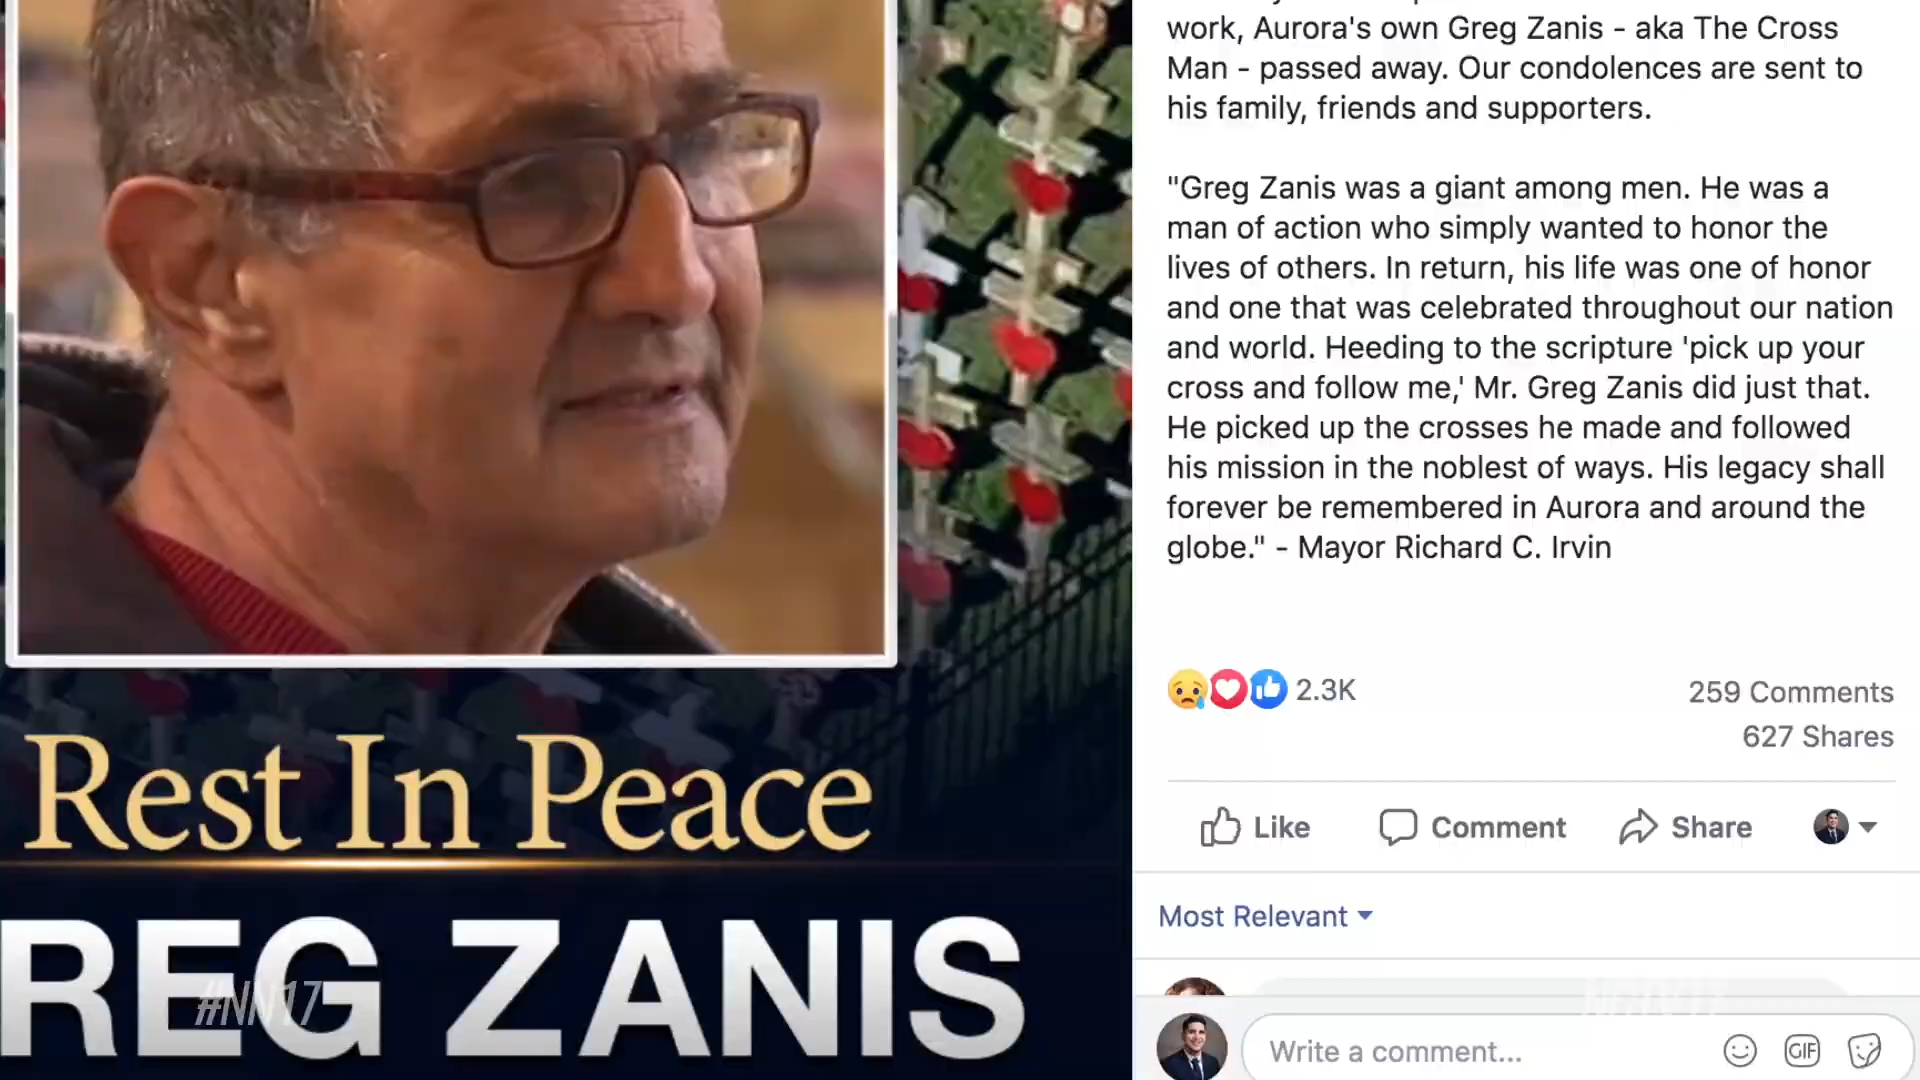 work, Aurora's own Greg Zanis - aka The Cross
Man - passed away. Our condolences are sent to
his family, friends and supporters.
"Greg Zanis was a giant among men. He was a
man of action who simply wanted to honor the
lives of others. In return, his life was one of honor
and one that was celebrated throughout our nation
and world. Heeding to the scripture 'pick up your
cross and follow me,' Mr. Greg Zanis did just that.
He picked up the crosses he made and followed
his mission in the noblest of ways. His legacy shall
forever be remembered in Aurora and around the
globe." - Mayor Richard C. Irvin
2.3K
259 Comments
627 Shares
Like
Comment
Share
Most Relevant
Write a comment...
GIF
Rest In Peace
REG ZANIS
#NN17